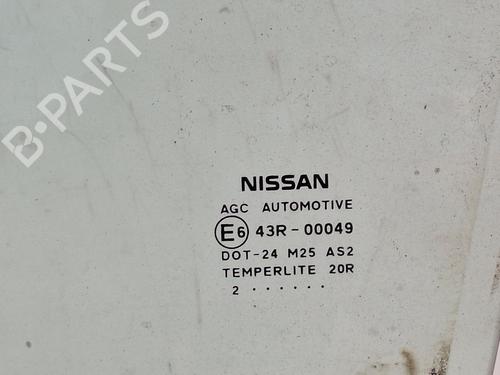 B-PARTS
NISSAN
AGC AUTOMOTIVE
E6 43R-00049
DOT-24 M25 AS2
TEMPERLITE 20R
2 ......